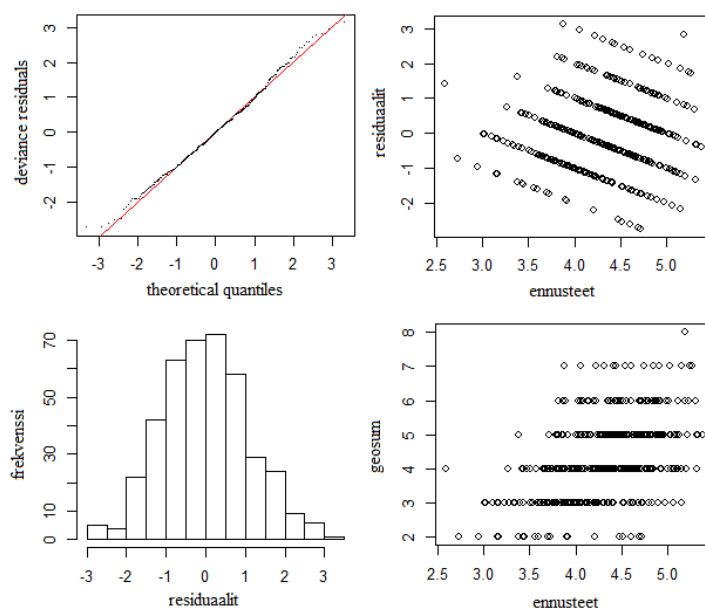 deviance residuals
3
2
1
0
-1
-2
-3 -2 -1 0 1 2 3
theoretical quantiles
residuaalit
3
2
1
0
-1
-2
2.5 3.0 3.5 4.0 4.5 5.0
ennusteet
frekvenssi
70
50
30
10
0
-3 -2 -1 0 1 2 3
residuaalit
geosum
8
7
6
5
4
3
2
2.5 3.0 3.5 4.0 4.5 5.0
ennusteet